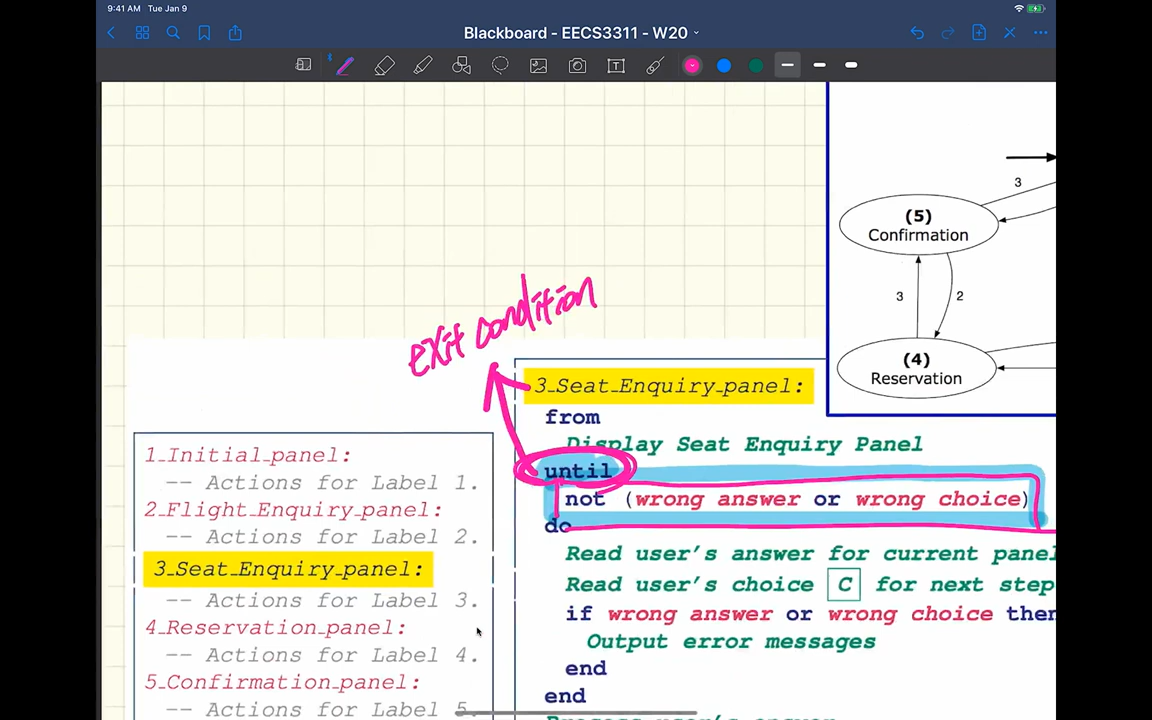 9:41 AM Tue Jan 9
Blackboard - EECS3311 - W20
3
(5)
Confirmation
3
2
(4)
Reservation
exit condition
3_Seat_Enquiry_panel:
from
Display Seat Enquiry Panel
until
not (wrong answer or wrong choice)
do
Read user's answer for current panel
Read user's choice C for next step
if wrong answer or wrong choice then
Output error messages
end
end
1_Initial_panel:
-- Actions for Label 1.
2_Flight_Enquiry_panel:
-- Actions for Label 2.
3_Seat_Enquiry_panel:
-- Actions for Label 3.
4_Reservation_panel:
-- Actions for Label 4.
5_Confirmation_panel:
-- Actions for Label 5.